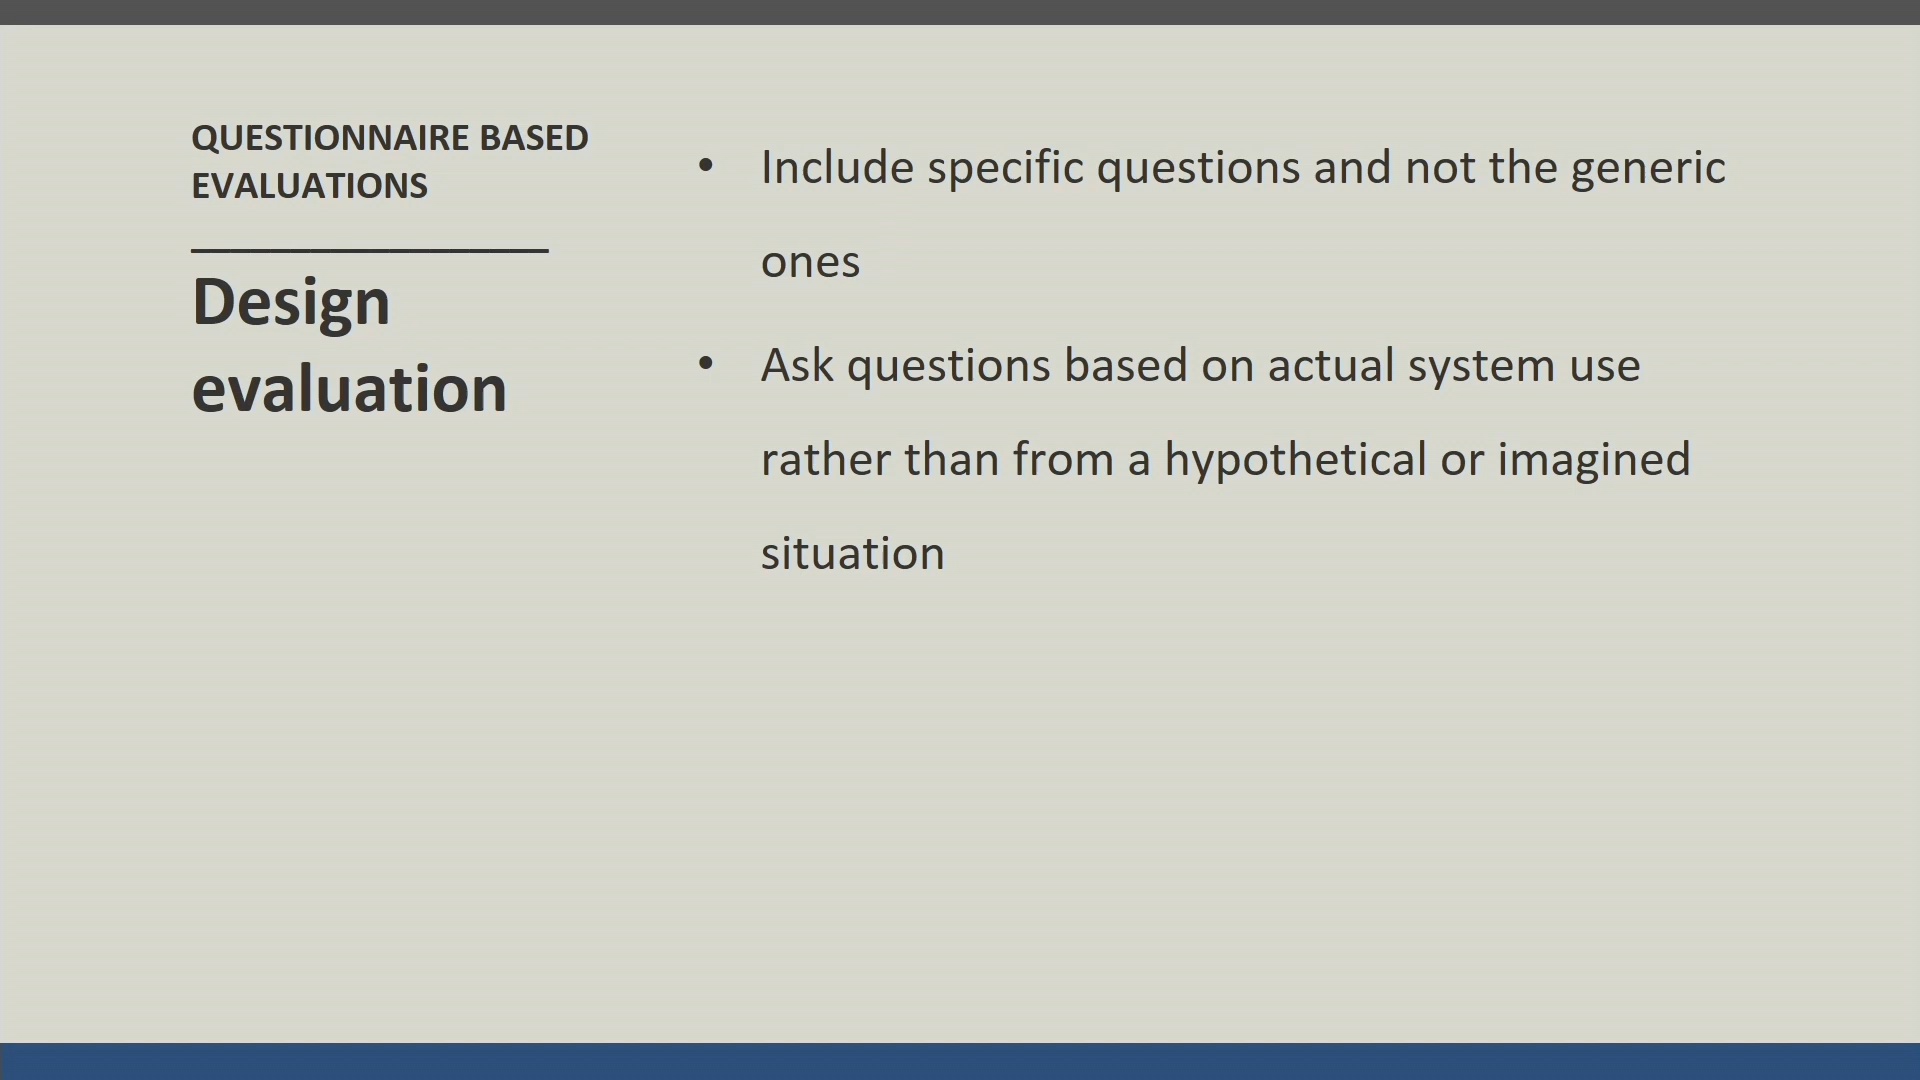 QUESTIONNAIRE BASED
EVALUATIONS
Design
evaluation
• Include specific questions and not the generic
ones
• Ask questions based on actual system use
rather than from a hypothetical or imagined
situation